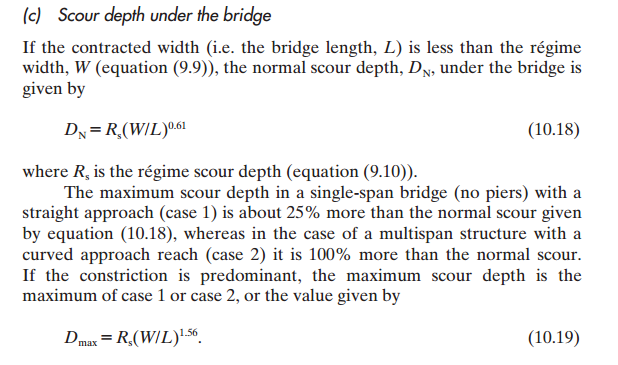 (c) Scour depth under the bridge
If the contracted width (i.e. the bridge length, L) is less than the régime
width, W (equation (9.9)), the normal scour depth, D_N, under the bridge is
given by
D_N = R_s(W/L)^0.61 (10.18)
where R_s is the régime scour depth (equation (9.10)).
The maximum scour depth in a single-span bridge (no piers) with a
straight approach (case 1) is about 25% more than the normal scour given
by equation (10.18), whereas in the case of a multispan structure with a
curved approach reach (case 2) it is 100% more than the normal scour.
If the constriction is predominant, the maximum scour depth is the
maximum of case 1 or case 2, or the value given by
D_max = R_s(W/L)^1.56. (10.19)